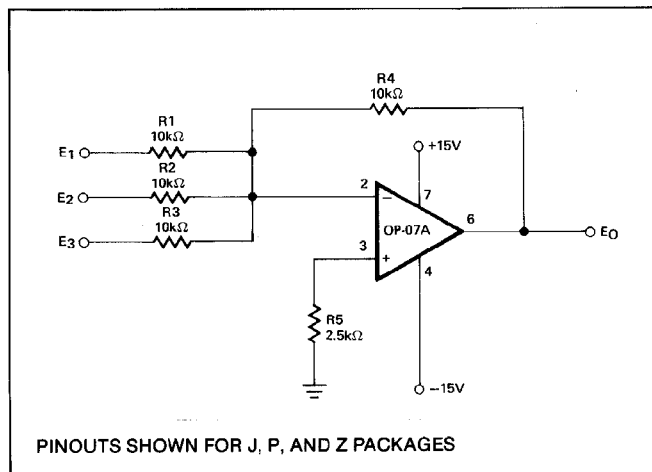 R4
10kΩ
R1
10kΩ
+15V
E1
R2
10kΩ
2
7
E2
R3
10kΩ
−
6
OP-07A
EO
E3
3
+
4
R5
2.5kΩ
−15V
PINOUTS SHOWN FOR J, P, AND Z PACKAGES